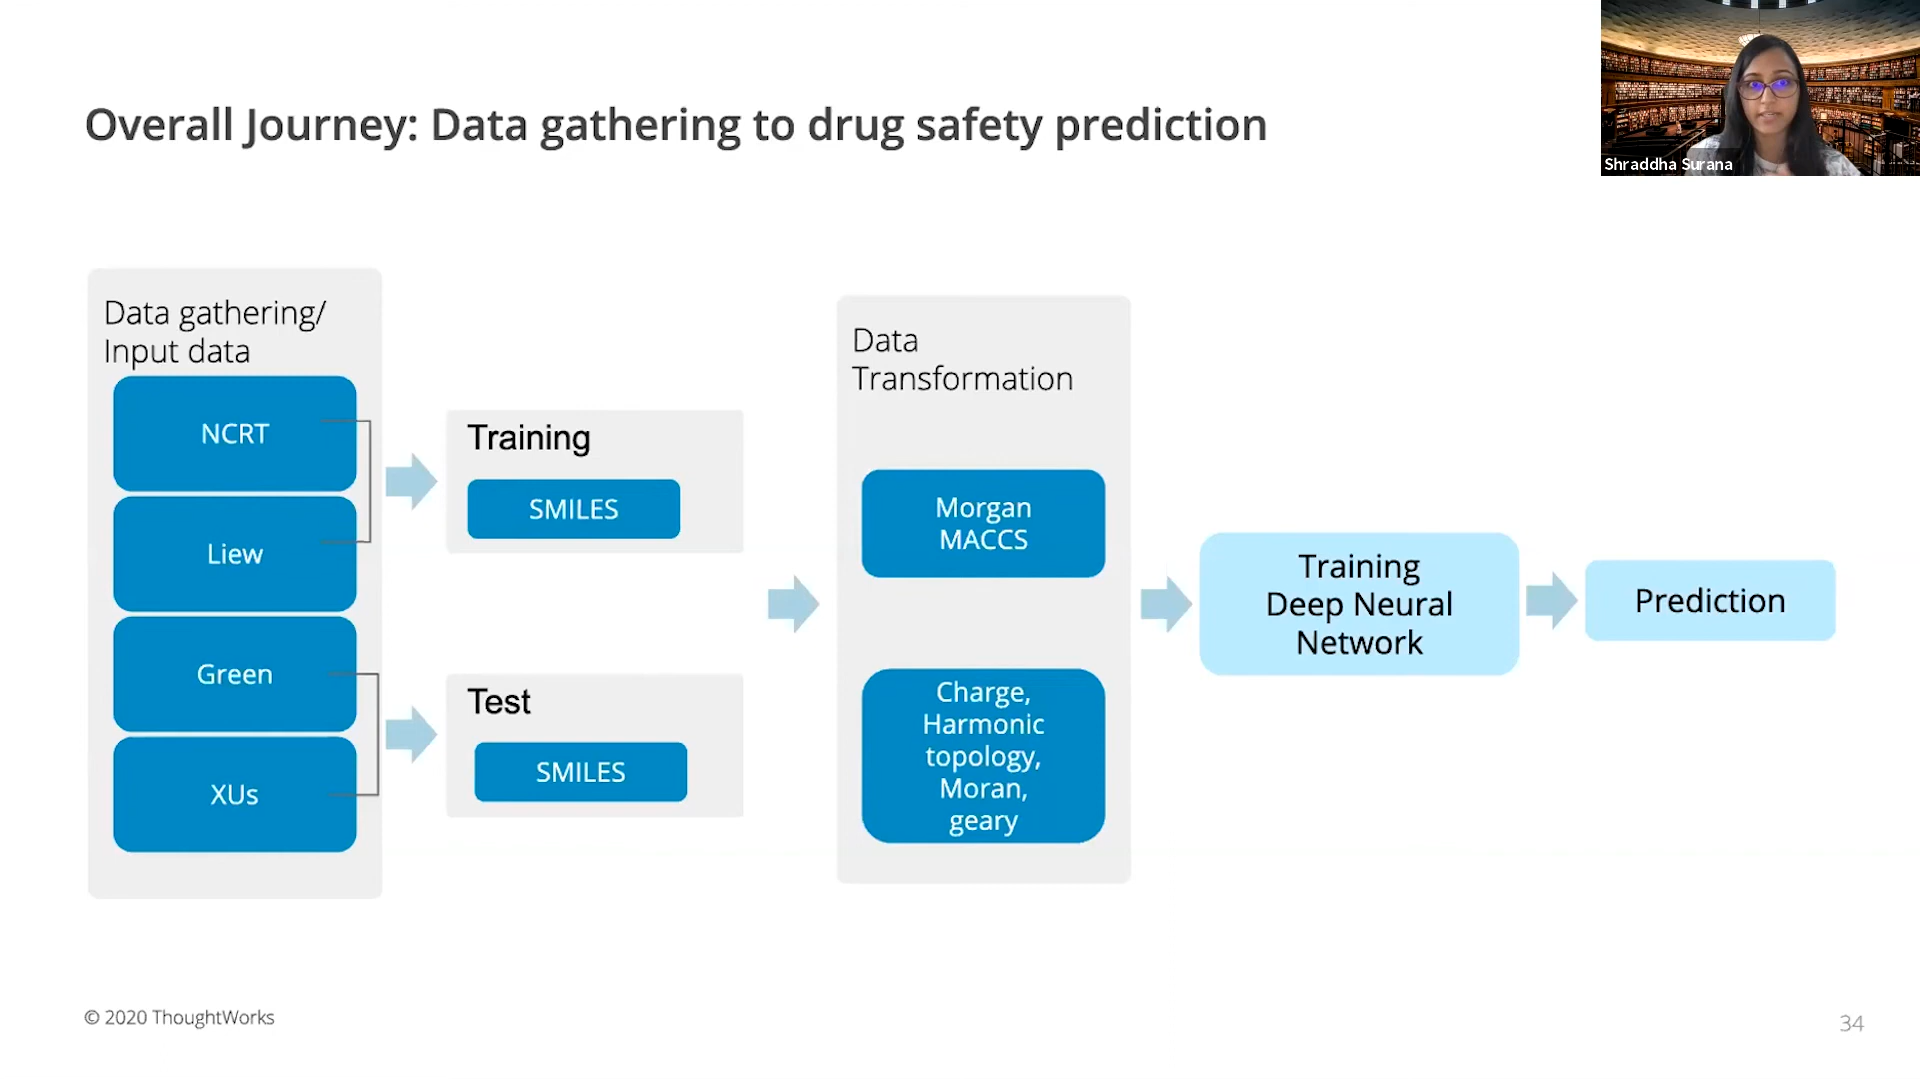 Overall Journey: Data gathering to drug safety prediction
Shraddha Surana
Data gathering/
Input data
NCRT
Liew
Green
XUs
Training
SMILES
Test
SMILES
Data
Transformation
Morgan
MACCS
Charge,
Harmonic
topology,
Moran,
geary
Training
Deep Neural
Network
Prediction
© 2020 ThoughtWorks
34